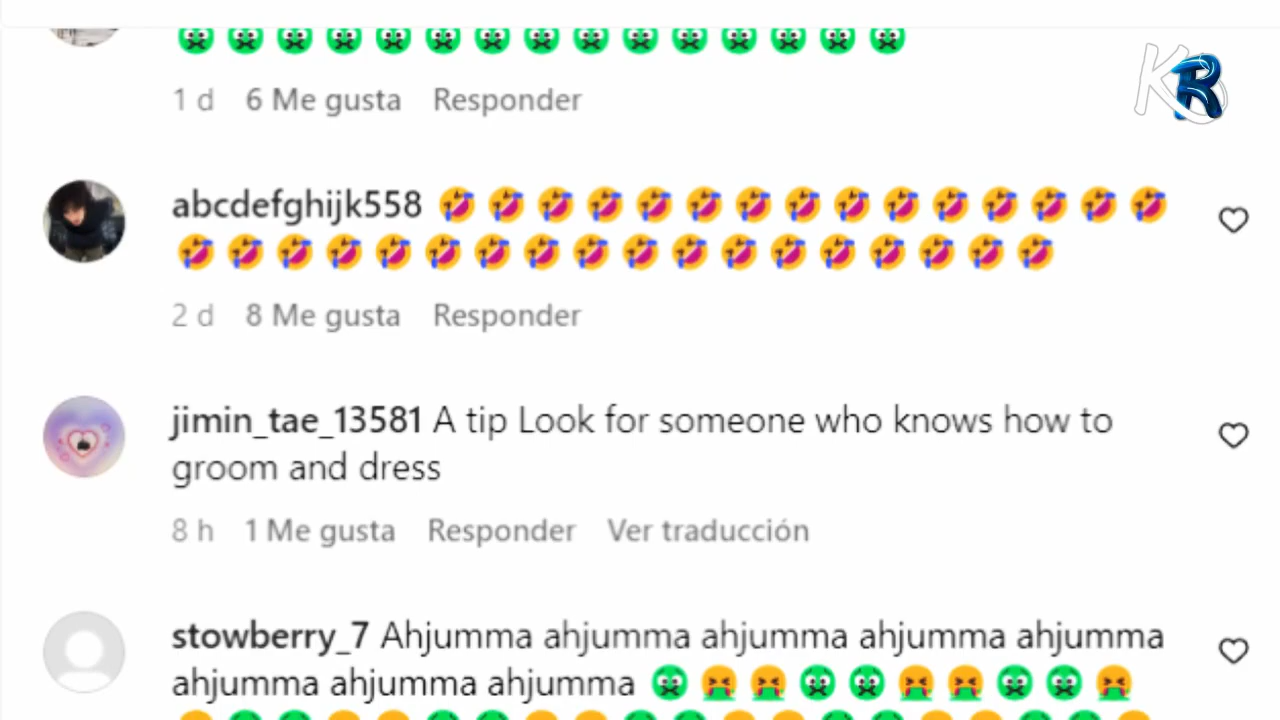 🤢🤢🤢🤢🤢🤢🤢🤢🤢🤢🤢🤢🤢🤢🤢
1 d 6 Me gusta Responder
KR
abcdefghijk558 🤣🤣🤣🤣🤣🤣🤣🤣🤣🤣🤣🤣🤣🤣🤣
🤣🤣🤣🤣🤣🤣🤣🤣🤣🤣🤣🤣🤣🤣🤣🤣🤣🤣
2 d 8 Me gusta Responder
jimin_tae_13581 A tip Look for someone who knows how to
groom and dress
8 h 1 Me gusta Responder Ver traducción
stowberry_7 Ahjumma ahjumma ahjumma ahjumma ahjumma
ahjumma ahjumma ahjumma 🤢🤮🤮🤢🤢🤮🤮🤢🤢🤮